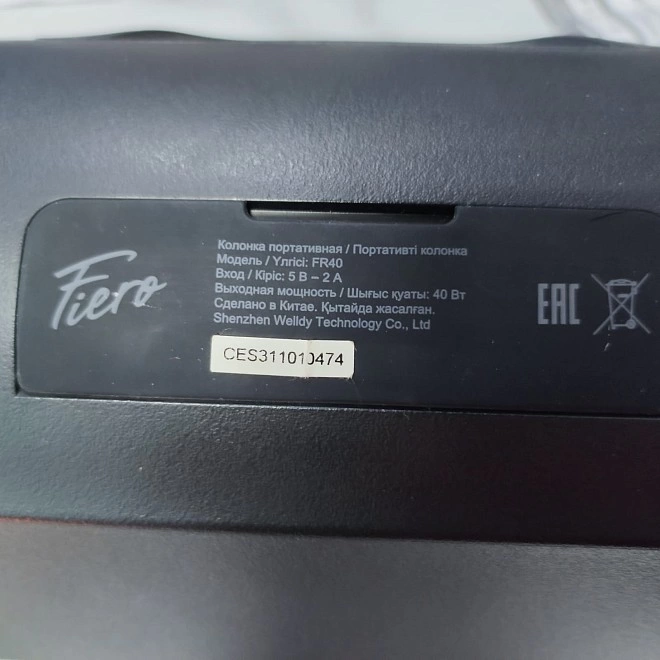 Fiero
Колонка портативная / Портативті колонка
Модель / Үлгісі: FR40
Вход / Кіріс: 5 В – 2 А
Выходная мощность / Шығыс қуаты: 40 Вт
Сделано в Китае. Қытайда жасалған.
Shenzhen Welldy Technology Co., Ltd
CES311010474
EAC